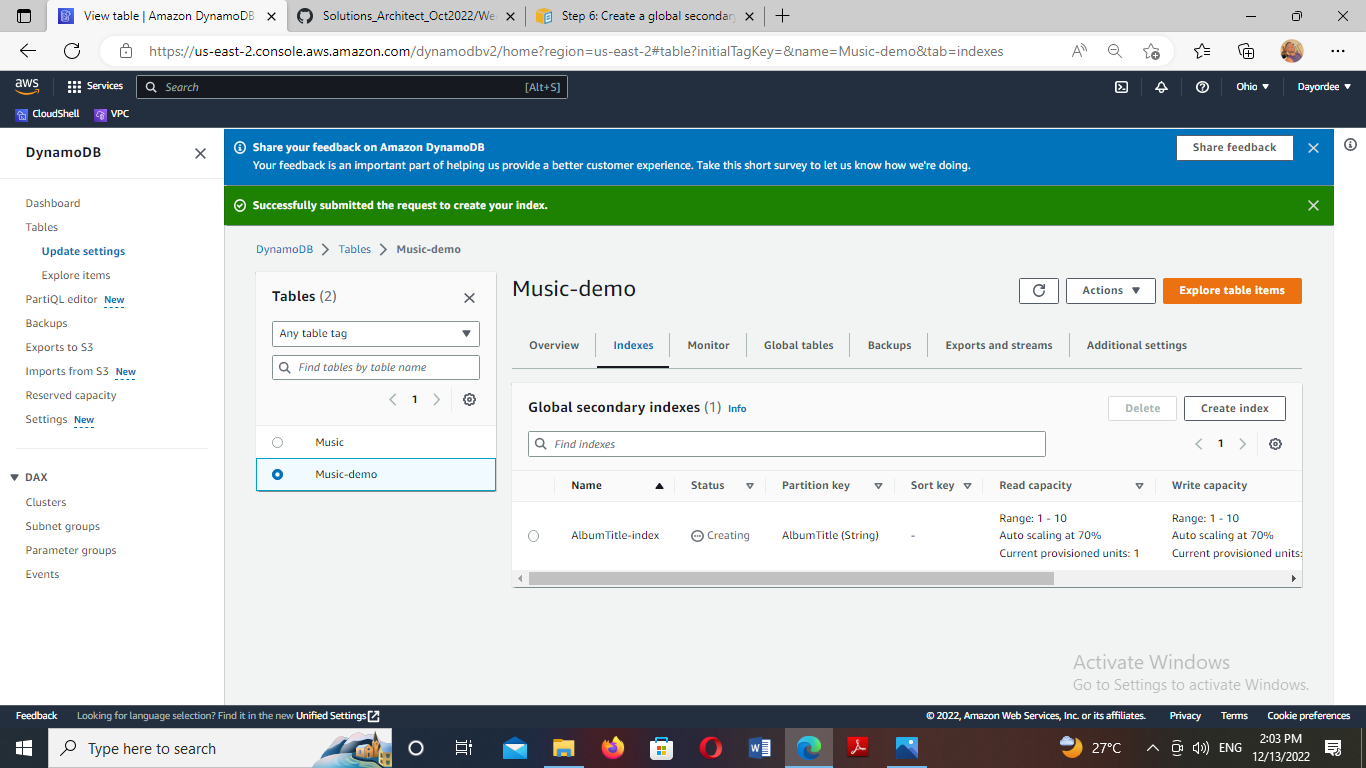 View table | Amazon DynamoDB
Solutions_Architect_Oct2022/We
Step 6: Create a global secondary
https://us-east-2.console.aws.amazon.com/dynamodbv2/home?region=us-east-2#table?initialTagKey=&name=Music-demo&tab=indexes
aws
Services
Search
[Alt+S]
Ohio
Dayordee
CloudShell
VPC
DynamoDB
Dashboard
Tables
Update settings
Explore items
PartiQL editor New
Backups
Exports to S3
Imports from S3 New
Reserved capacity
Settings New
DAX
Clusters
Subnet groups
Parameter groups
Events
Share your feedback on Amazon DynamoDB
Your feedback is an important part of helping us provide a better customer experience. Take this short survey to let us know how we're doing.
Share feedback
Successfully submitted the request to create your index.
DynamoDB
Tables
Music-demo
Tables (2)
Any table tag
Find tables by table name
1
Music
Music-demo
Music-demo
Actions
Explore table items
Overview
Indexes
Monitor
Global tables
Backups
Exports and streams
Additional settings
Global secondary indexes (1) Info
Delete
Create index
Find indexes
1
Name
Status
Partition key
Sort key
Read capacity
Write capacity
AlbumTitle-index
Creating
AlbumTitle (String)
-
Range: 1 - 10
Auto scaling at 70%
Current provisioned units: 1
Range: 1 - 10
Auto scaling at 70%
Current provisioned units:
Activate Windows
Go to Settings to activate Windows.
Feedback
Looking for language selection? Find it in the new Unified Settings
© 2022, Amazon Web Services, Inc. or its affiliates.
Privacy
Terms
Cookie preferences
Type here to search
27°C
ENG
2:03 PM
12/13/2022